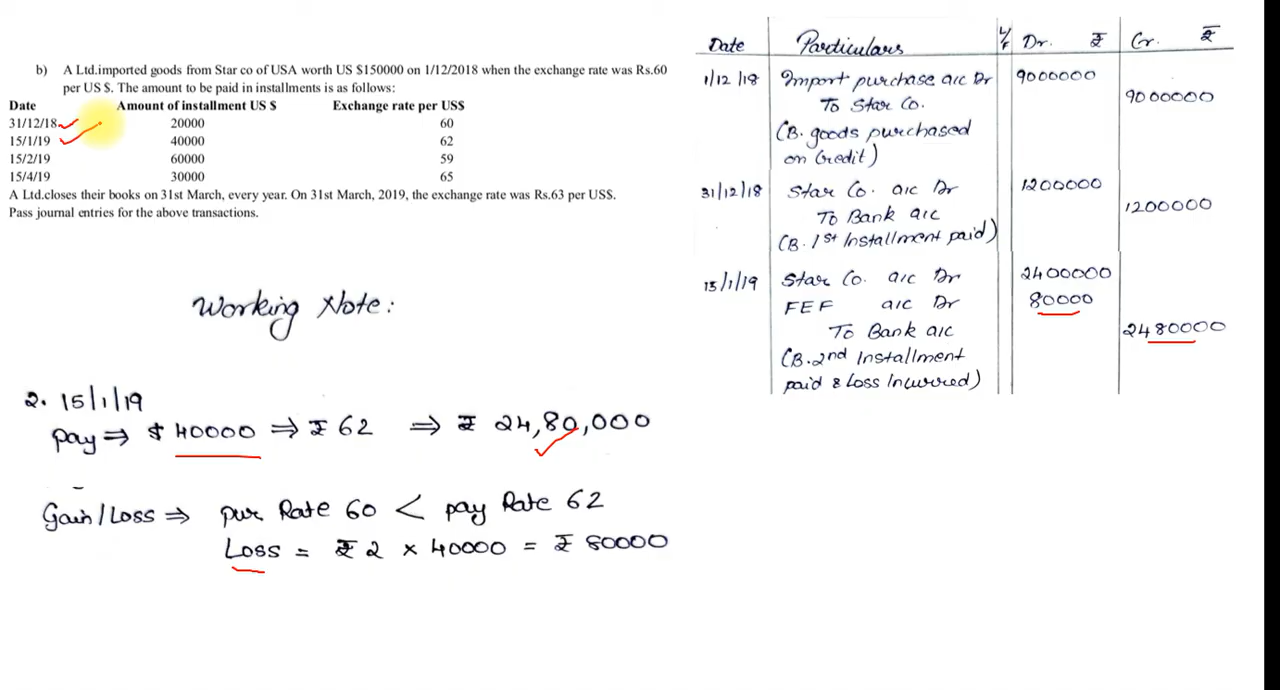 b) A Ltd.imported goods from Star co of USA worth US $150000 on 1/12/2018 when the exchange rate was Rs.60
per US $. The amount to be paid in installments is as follows:
Date Amount of installment US $ Exchange rate per US$
31/12/18 20000 60
15/1/19 40000 62
15/2/19 60000 59
15/4/19 30000 65
A Ltd.closes their books on 31st March, every year. On 31st March, 2019, the exchange rate was Rs.63 per US$.
Pass journal entries for the above transactions.
Working Note:
2. 15/1/19
Pay ⇒ $ 40000 ⇒ ₹ 62 ⇒ ₹ 24,80,000
Gain/Loss ⇒ pur Rate 60 < pay Rate 62
Loss = ₹ 2 × 40000 = ₹ 80000
Date Particulars L/F Dr. ₹ Cr. ₹
1/12/18 Import purchase a/c Dr 9000000
To Star Co. 9000000
(B. goods purchased
on Credit)
31/12/18 Star Co. a/c Dr 1200000
To Bank a/c 1200000
(B. 1st Installment paid)
15/1/19 Star Co. a/c Dr 2400000
FEF a/c Dr 80000
To Bank a/c 2480000
(B. 2nd Installment
paid & Loss Incurred)